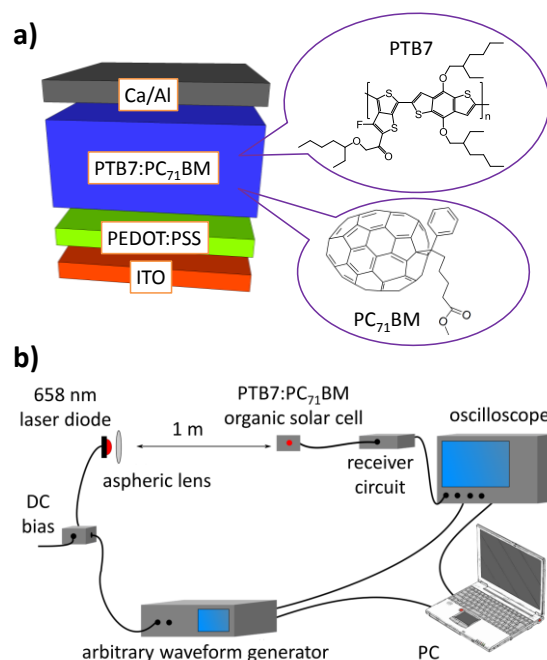 a)
PTB7
Ca/Al
PTB7:PC₇₁BM
PEDOT:PSS
ITO
S
S
S
S
F
O
O
O
O
n
PC₇₁BM
O
O
b)
658 nm
laser diode
1 m
PTB7:PC₇₁BM
organic solar cell
oscilloscope
aspheric lens
receiver
circuit
DC
bias
arbitrary waveform generator
PC